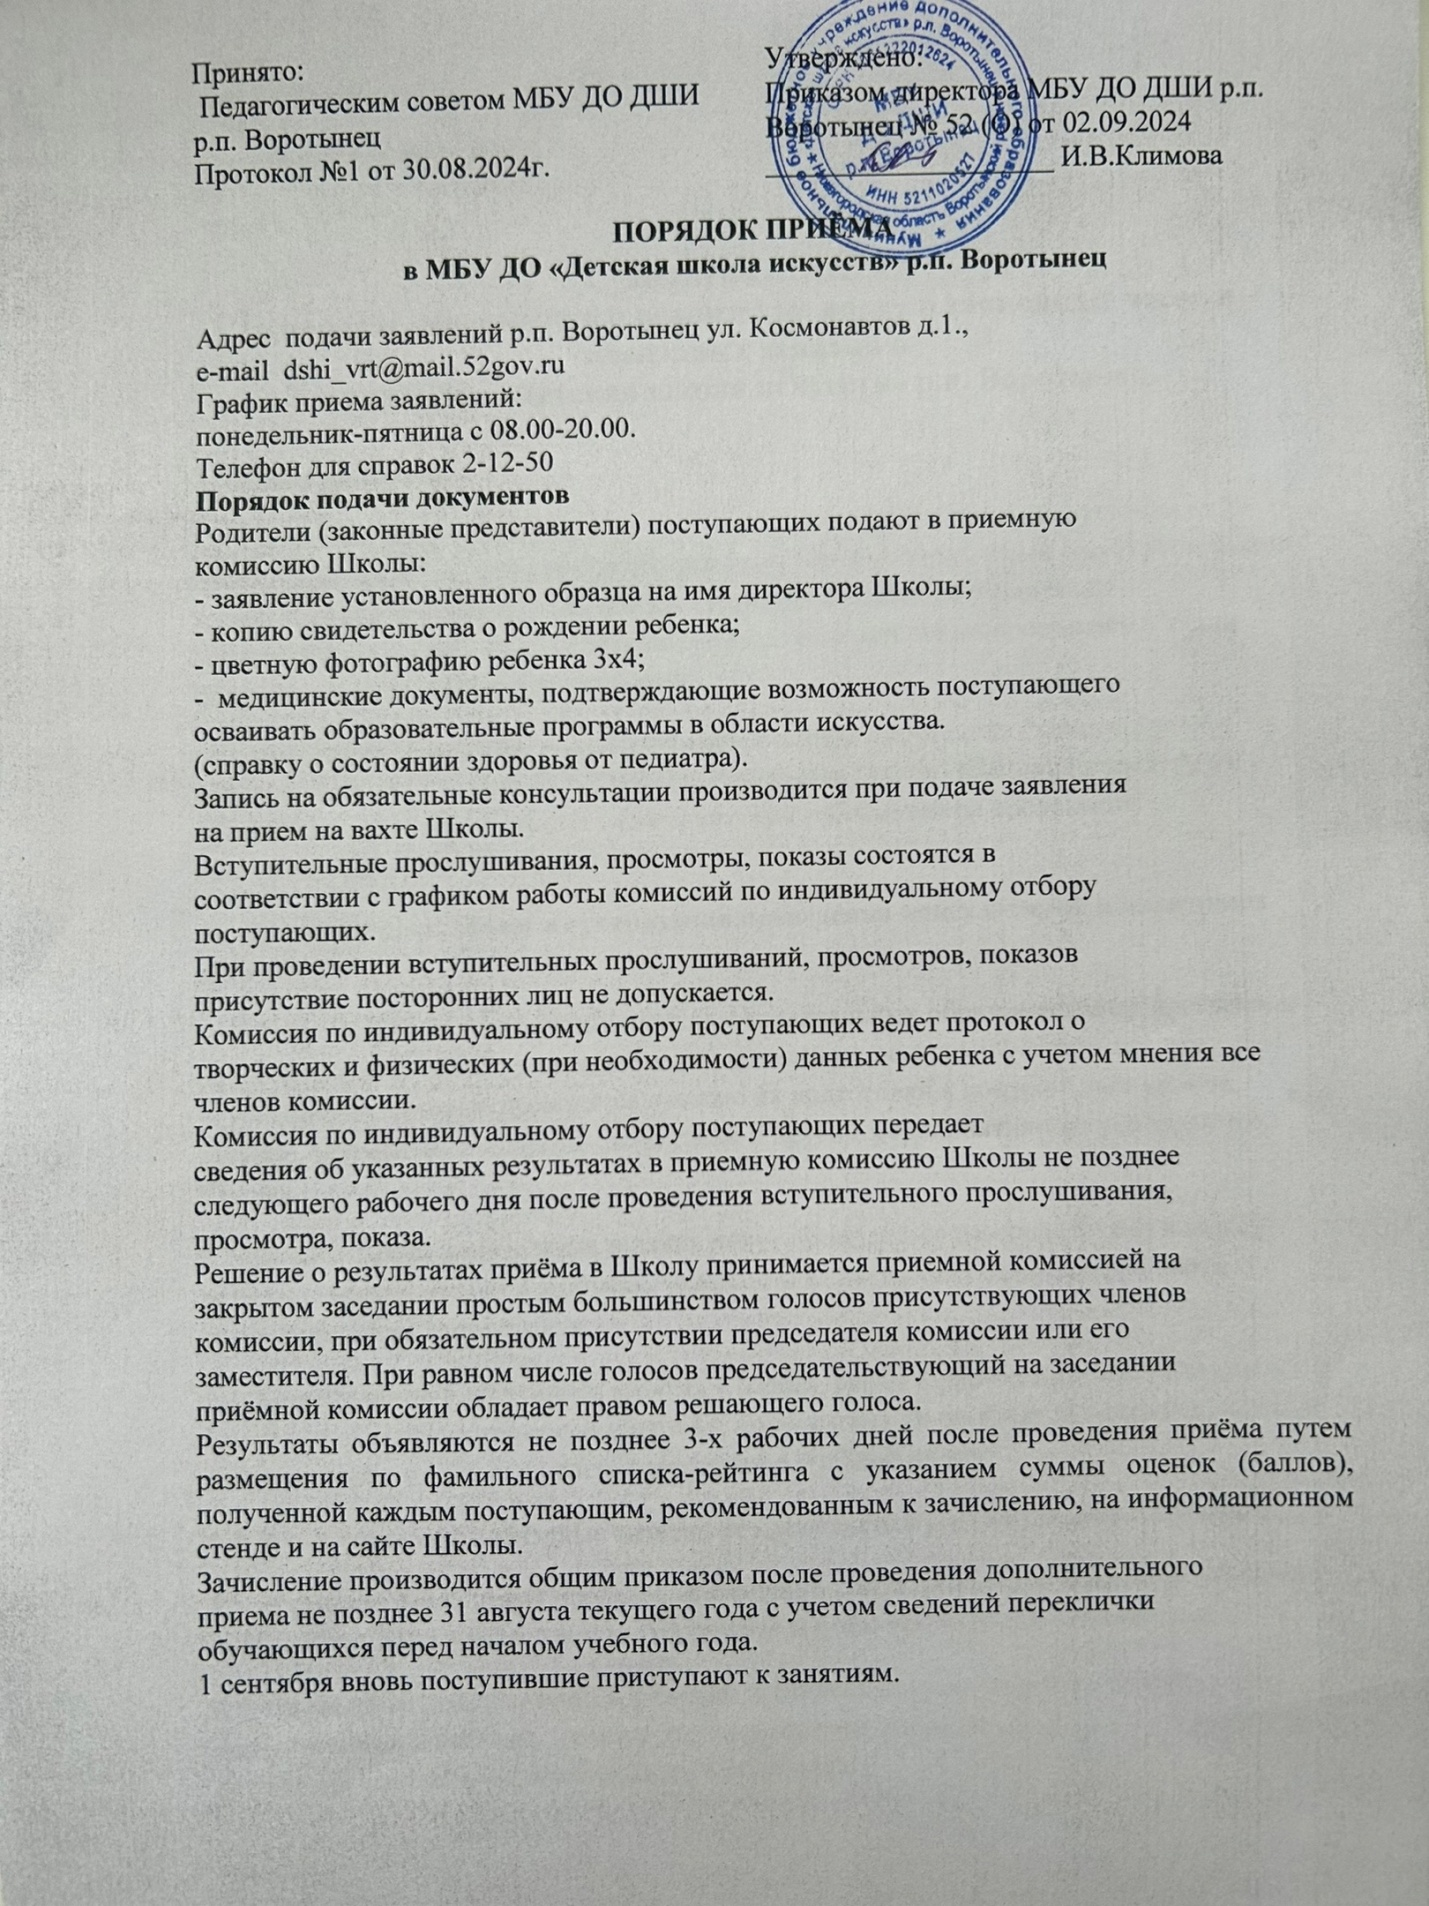 Принято:
Педагогическим советом МБУ ДО ДШИ
р.п. Воротынец
Протокол №1 от 30.08.2024г.
Утверждено:
Приказом директора МБУ ДО ДШИ р.п.
Воротынец № 52 (О) от 02.09.2024
И.В.Климова
МБУ
ДО ДШИ
р.п. Воротынец
ИНН 5211020527
ПОРЯДОК ПРИЁМА
в МБУ ДО «Детская школа искусств» р.п. Воротынец
Адрес подачи заявлений р.п. Воротынец ул. Космонавтов д.1.,
e-mail dshi_vrt@mail.52gov.ru
График приема заявлений:
понедельник-пятница с 08.00-20.00.
Телефон для справок 2-12-50
Порядок подачи документов
Родители (законные представители) поступающих подают в приемную
комиссию Школы:
- заявление установленного образца на имя директора Школы;
- копию свидетельства о рождении ребенка;
- цветную фотографию ребенка 3х4;
- медицинские документы, подтверждающие возможность поступающего
осваивать образовательные программы в области искусства.
(справку о состоянии здоровья от педиатра).
Запись на обязательные консультации производится при подаче заявления
на прием на вахте Школы.
Вступительные прослушивания, просмотры, показы состоятся в
соответствии с графиком работы комиссий по индивидуальному отбору
поступающих.
При проведении вступительных прослушиваний, просмотров, показов
присутствие посторонних лиц не допускается.
Комиссия по индивидуальному отбору поступающих ведет протокол о
творческих и физических (при необходимости) данных ребенка с учетом мнения все
членов комиссии.
Комиссия по индивидуальному отбору поступающих передает
сведения об указанных результатах в приемную комиссию Школы не позднее
следующего рабочего дня после проведения вступительного прослушивания,
просмотра, показа.
Решение о результатах приёма в Школу принимается приемной комиссией на
закрытом заседании простым большинством голосов присутствующих членов
комиссии, при обязательном присутствии председателя комиссии или его
заместителя. При равном числе голосов председательствующий на заседании
приёмной комиссии обладает правом решающего голоса.
Результаты объявляются не позднее 3-х рабочих дней после проведения приёма путем
размещения по фамильного списка-рейтинга с указанием суммы оценок (баллов),
полученной каждым поступающим, рекомендованным к зачислению, на информационном
стенде и на сайте Школы.
Зачисление производится общим приказом после проведения дополнительного
приема не позднее 31 августа текущего года с учетом сведений переклички
обучающихся перед началом учебного года.
1 сентября вновь поступившие приступают к занятиям.